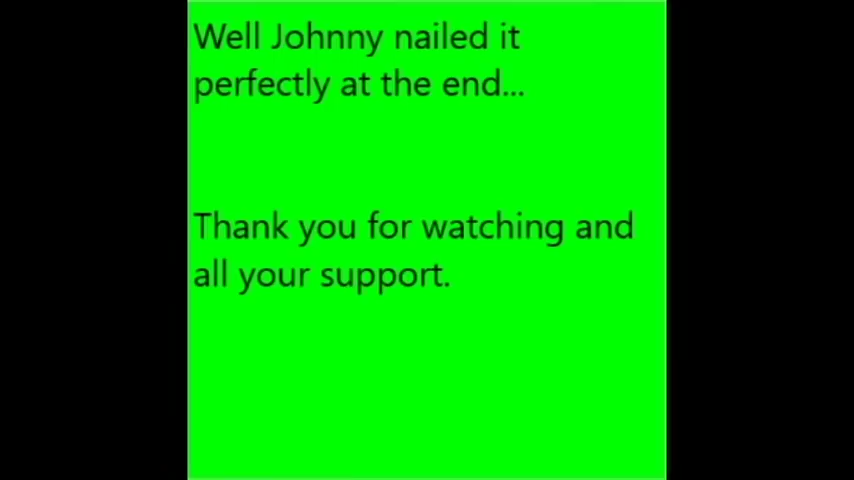 Well Johnny nailed it
perfectly at the end...
Thank you for watching and
all your support.